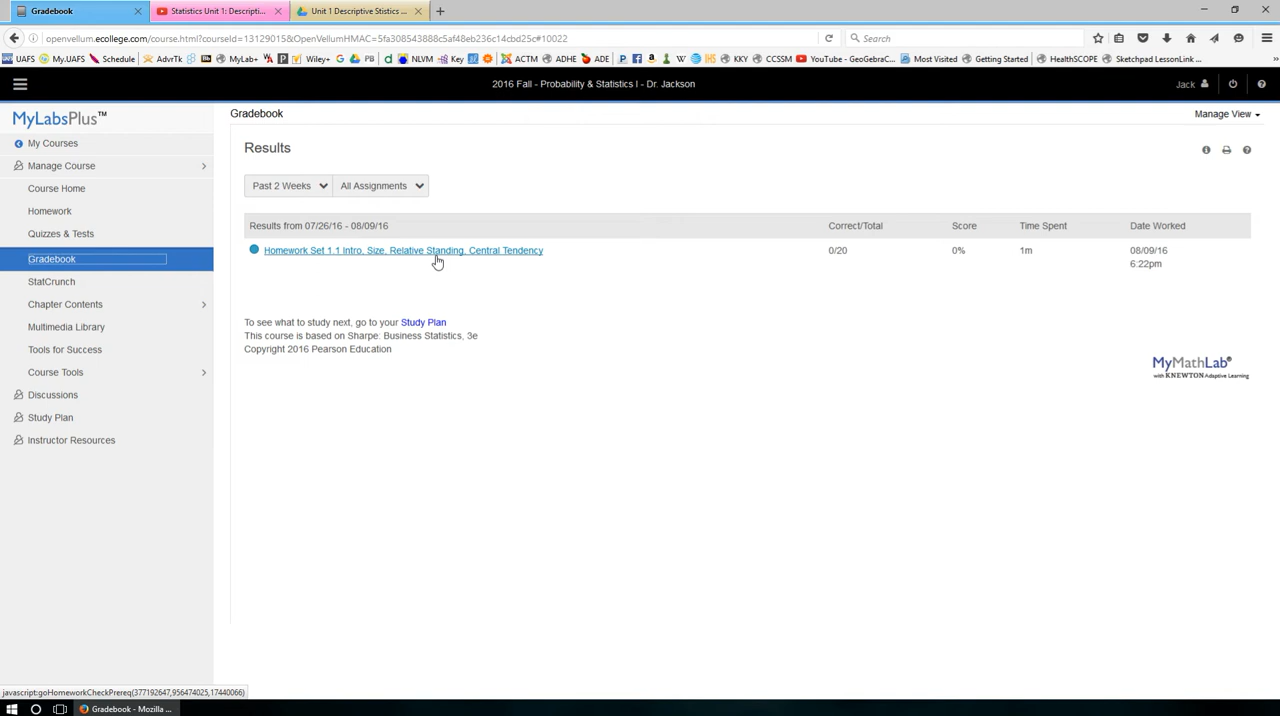 Gradebook
Statistics Unit 1: Descripti...
Unit 1 Descriptive Stistics ...
openvellum.ecollege.com/course.html?courseId=13129015&OpenVellumHMAC=5fa308543888c5af48eb236c14cbd25c#10022
Search
UAFS My.UAFS Schedule AdvrTk MyLab+ Wiley+ PB NLVM Key ACTM ADHE ADE KKY CCSSM YouTube - GeoGebraC... Most Visited Getting Started HealthSCOPE Sketchpad LessonLink ...
2016 Fall - Probability & Statistics I - Dr. Jackson
Jack
MyLabsPlus™
My Courses
Manage Course
Course Home
Homework
Quizzes & Tests
Gradebook
StatCrunch
Chapter Contents
Multimedia Library
Tools for Success
Course Tools
Discussions
Study Plan
Instructor Resources
Gradebook
Manage View
Results
Past 2 Weeks All Assignments
Results from 07/26/16 - 08/09/16 Correct/Total Score Time Spent Date Worked
Homework Set 1.1 Intro, Size, Relative Standing, Central Tendency 0/20 0% 1m 08/09/16
6:22pm
To see what to study next, go to your Study Plan
This course is based on Sharpe: Business Statistics, 3e
Copyright 2016 Pearson Education
MyMathLab®
with KNEWTON Adaptive Learning
javascript:goHomeworkCheckPrereq(377192647,956474025,17440066)
Gradebook - Mozilla ...